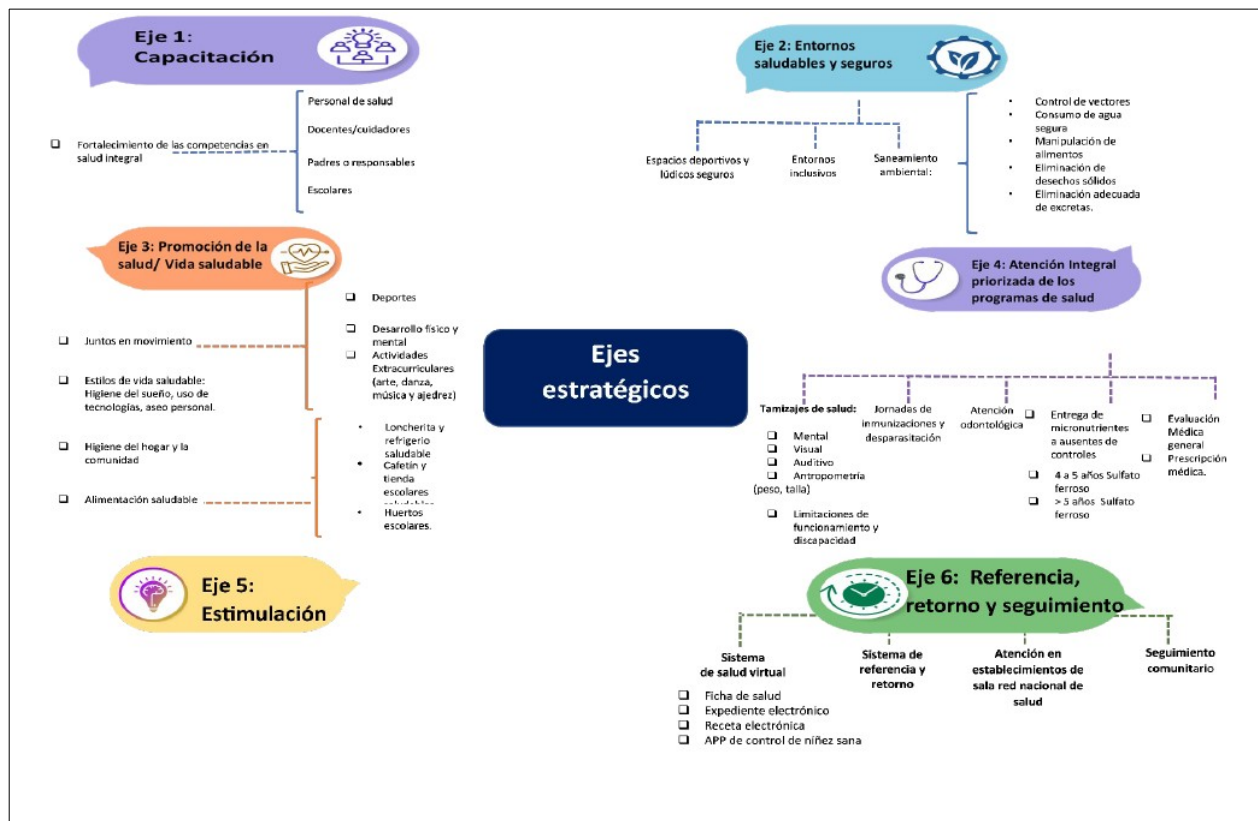 Eje 1:
Capacitación
Fortalecimiento de las competencias en
salud integral
Personal de salud
Docentes/cuidadores
Padres o responsables
Escolares
Eje 2: Entornos
saludables y seguros
Espacios deportivos y
lúdicos seguros
Entornos
inclusivos
Saneamiento
ambiental:
Control de vectores
Consumo de agua
segura
Manipulación de
alimentos
Eliminación de
desechos sólidos
Eliminación adecuada
de excretas.
Eje 3: Promoción de la
salud/ Vida saludable
Juntos en movimiento
Estilos de vida saludable:
Higiene del sueño, uso de
tecnologías, aseo personal.
Higiene del hogar y la
comunidad
Alimentación saludable
Deportes
Desarrollo físico y
mental
Actividades
Extracurriculares
(arte, danza,
música y ajedrez)
Loncherita y
refrigerio
saludable
Cafetín y
tienda
escolares
Huertos
escolares.
Ejes
estratégicos
Eje 4: Atención Integral
priorizada de los
programas de salud
Tamizajes de salud:
Mental
Visual
Auditivo
Antropometría
(peso, talla)
Limitaciones de
funcionamiento y
discapacidad
Jornadas de
inmunizaciones y
desparasitación
Atención
odontológica
Entrega de
micronutrientes
a ausentes de
controles
4 a 5 años Sulfato
ferroso
> 5 años Sulfato
ferroso
Evaluación
Médica
general
Prescripción
médica.
Eje 5:
Estimulación
Eje 6: Referencia,
retorno y seguimiento
Sistema
de salud virtual
Ficha de salud
Expediente electrónico
Receta electrónica
APP de control de níñez sana
Sistema de
referencia y
retorno
Atención en
establecimientos de
sala red nacional de
salud
Seguimiento
comunitario